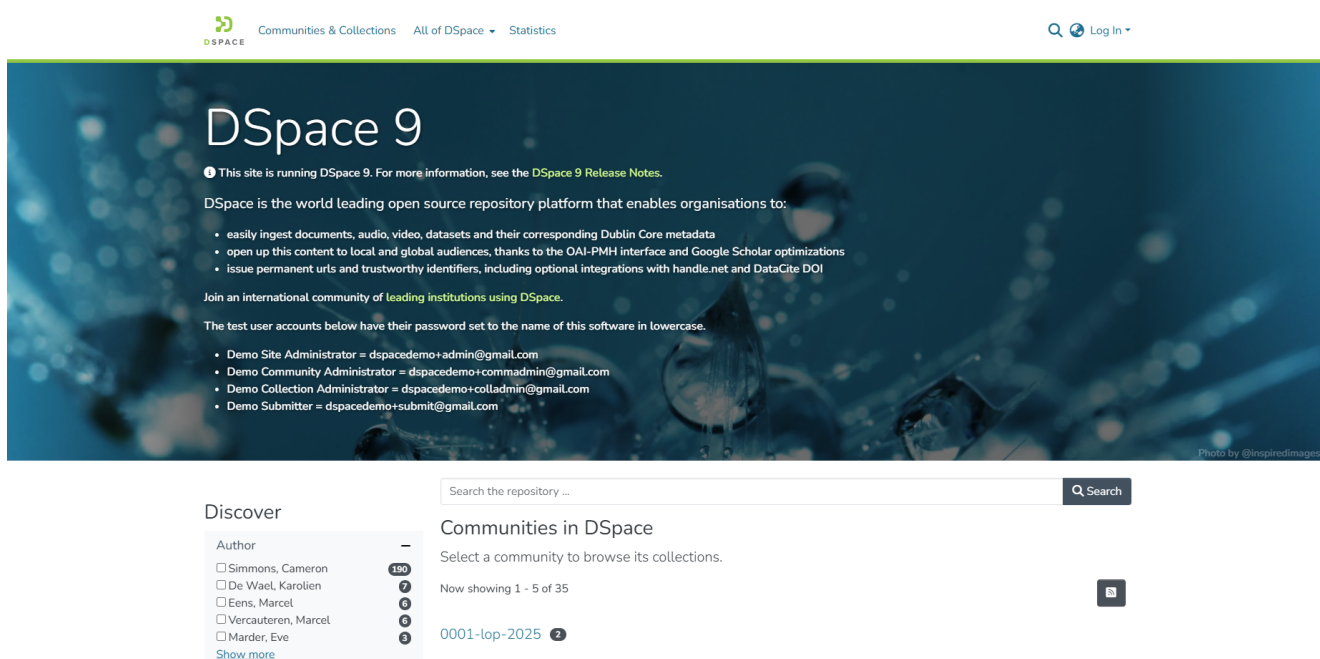 DSPACE
Communities & Collections All of DSpace Statistics Log In
DSpace 9
This site is running DSpace 9. For more information, see the DSpace 9 Release Notes.
DSpace is the world leading open source repository platform that enables organisations to:
• easily ingest documents, audio, video, datasets and their corresponding Dublin Core metadata
• open up this content to local and global audiences, thanks to the OAI-PMH interface and Google Scholar optimizations
• issue permanent urls and trustworthy identifiers, including optional integrations with handle.net and DataCite DOI
Join an international community of leading institutions using DSpace.
The test user accounts below have their password set to the name of this software in lowercase.
• Demo Site Administrator = dspacedemo+admin@gmail.com
• Demo Community Administrator = dspacedemo+commadmin@gmail.com
• Demo Collection Administrator = dspacedemo+colladmin@gmail.com
• Demo Submitter = dspacedemo+submit@gmail.com
Photo by @inspiredimages
Discover
Author
Simmons, Cameron 190
De Wael, Karolien 7
Eens, Marcel 6
Vercauteren, Marcel 6
Marder, Eve 3
Show more
Search the repository ... Search
Communities in DSpace
Select a community to browse its collections.
Now showing 1 - 5 of 35
0001-lop-2025 2